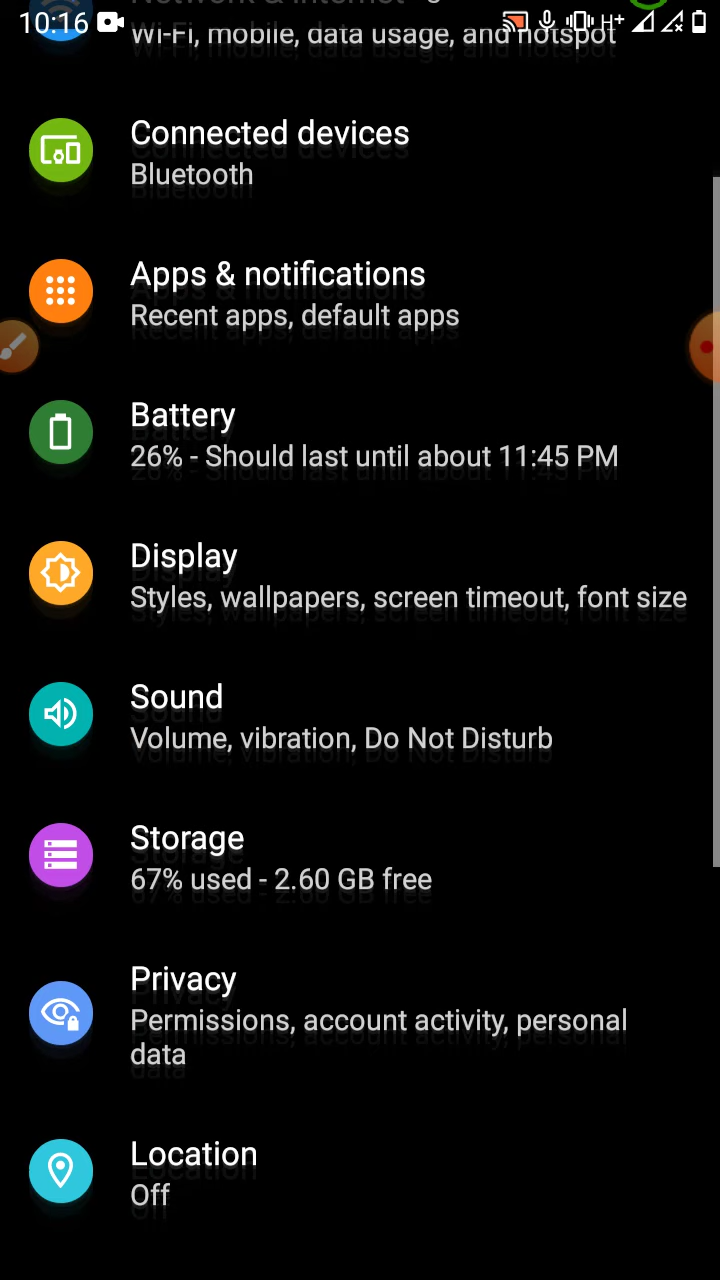 10:16
H+
Wi-Fi, mobile, data usage, and hotspot
Connected devices
Bluetooth
Apps & notifications
Recent apps, default apps
Battery
26% - Should last until about 11:45 PM
Display
Styles, wallpapers, screen timeout, font size
Sound
Volume, vibration, Do Not Disturb
Storage
67% used - 2.60 GB free
Privacy
Permissions, account activity, personal
data
Location
Off